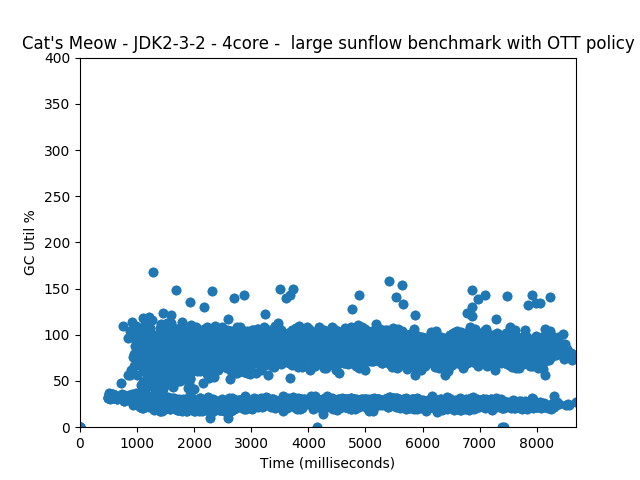 Cat's Meow - JDK2-3-2 - 4core -  large sunflow benchmark with OTT policy
400
350
300
250
200
150
100
50
0
GC Util %
0 1000 2000 3000 4000 5000 6000 7000 8000
Time (milliseconds)